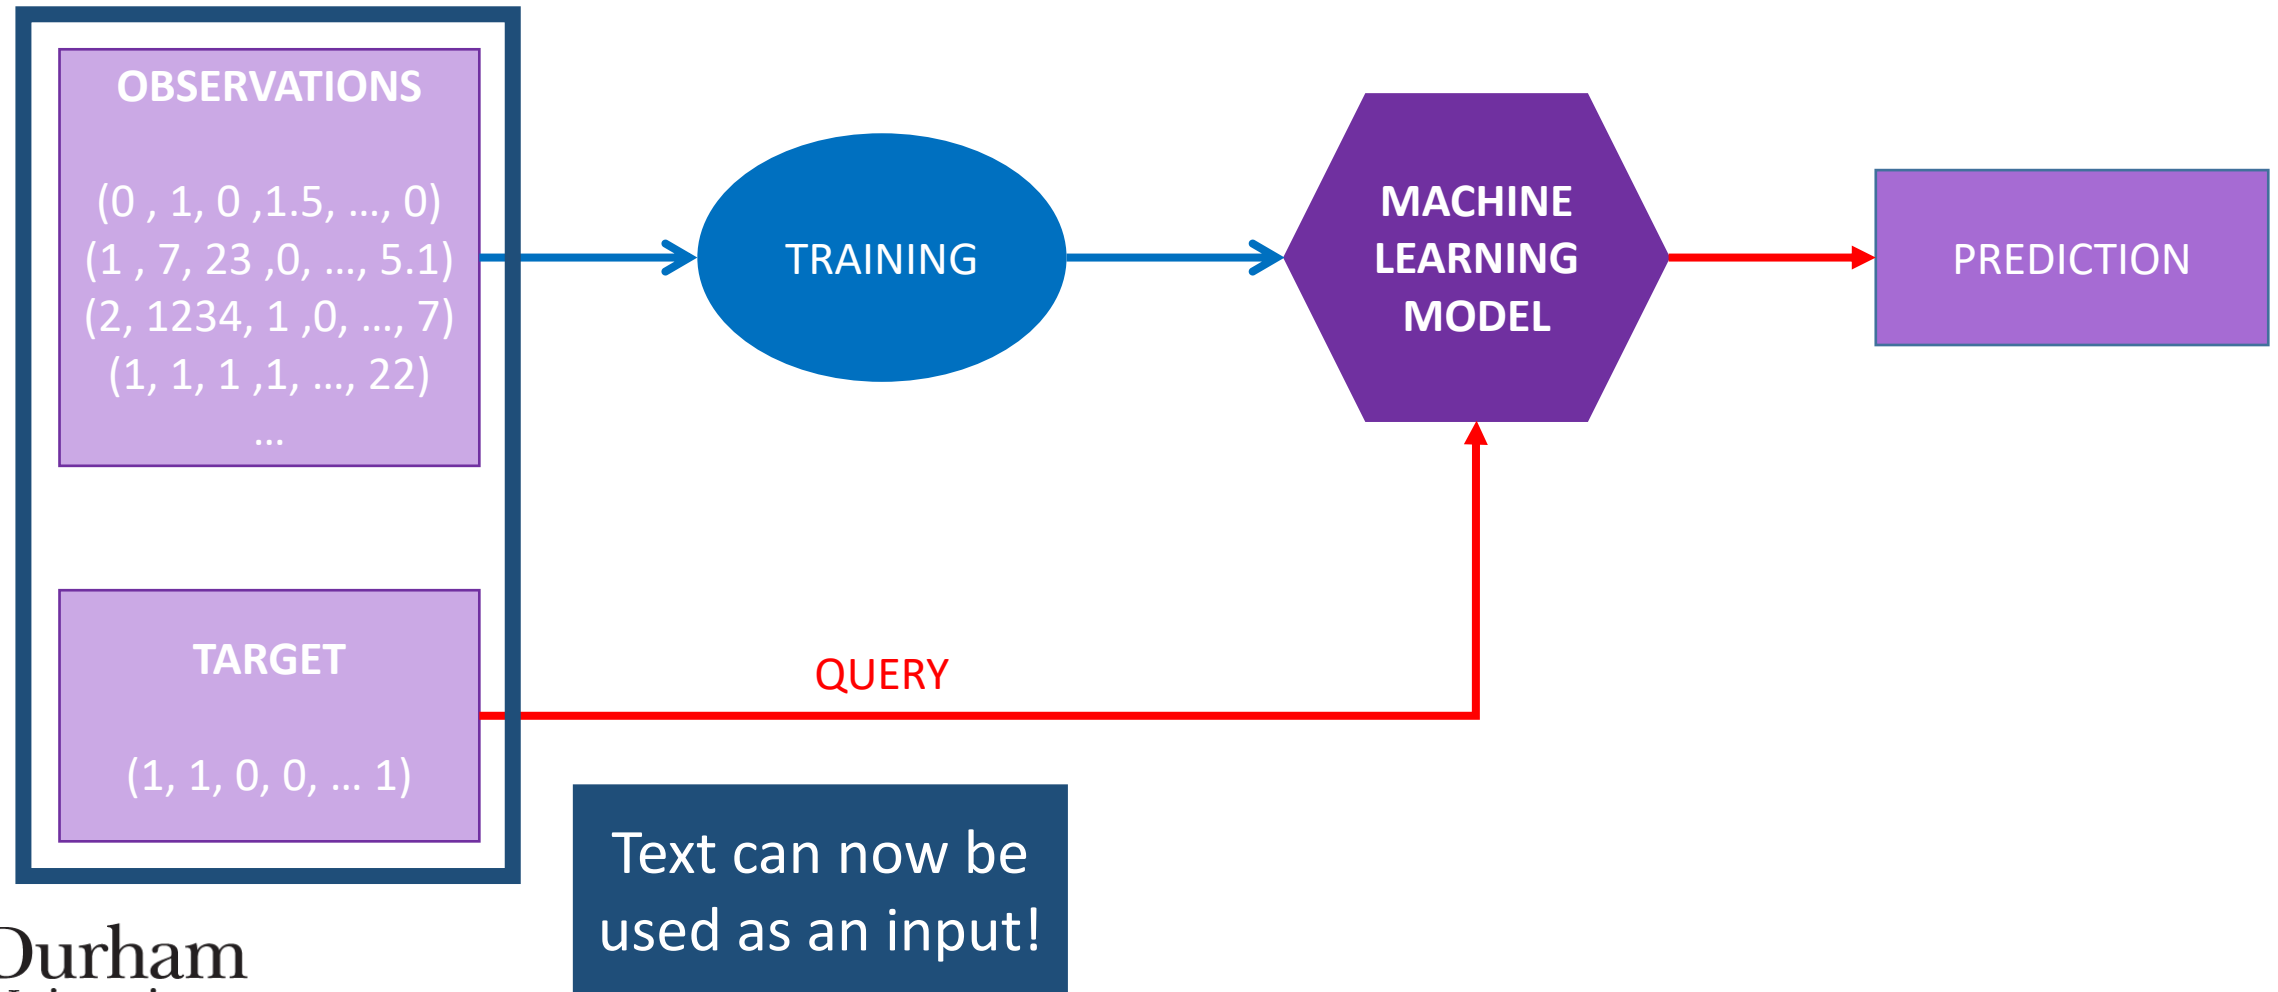 OBSERVATIONS
(0 , 1, 0 ,1.5, …, 0)
(1 , 7, 23 ,0, …, 5.1)
(2, 1234, 1 ,0, …, 7)
(1, 1, 1 ,1, …, 22)
…
TRAINING
MACHINE
LEARNING
MODEL
PREDICTION
TARGET
(1, 1, 0, 0, … 1)
QUERY
Text can now be
used as an input!
Durham